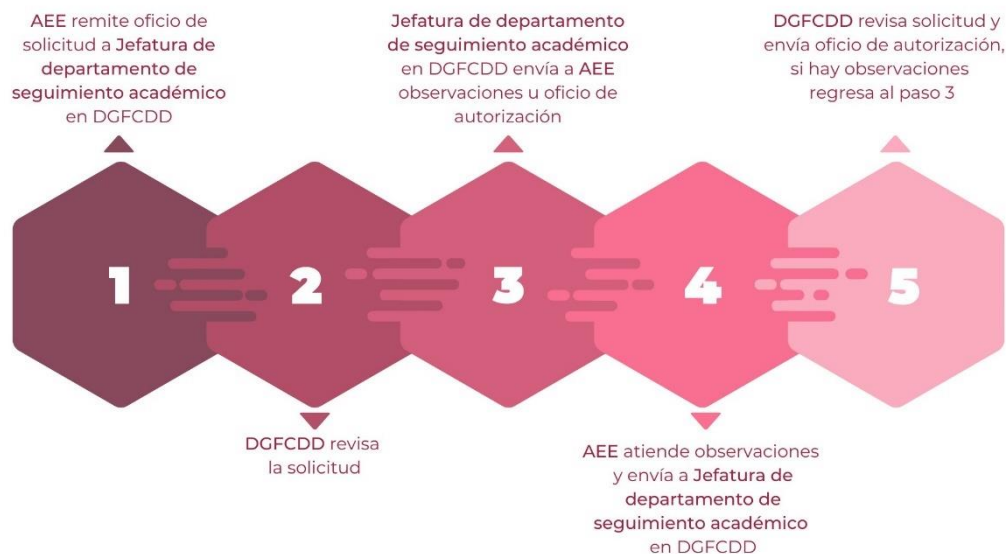 AEE remite oficio de
solicitud a Jefatura de
departamento de
seguimiento académico
en DGFCDD
Jefatura de departamento
de seguimiento académico
en DGFCDD envía a AEE
observaciones u oficio de
autorización
DGFCDD revisa solicitud y
envía oficio de autorización,
si hay observaciones
regresa al paso 3
1
2
3
4
5
DGFCDD revisa
la solicitud
AEE atiende observaciones
y envía a Jefatura de
departamento de
seguimiento académico
en DGFCDD